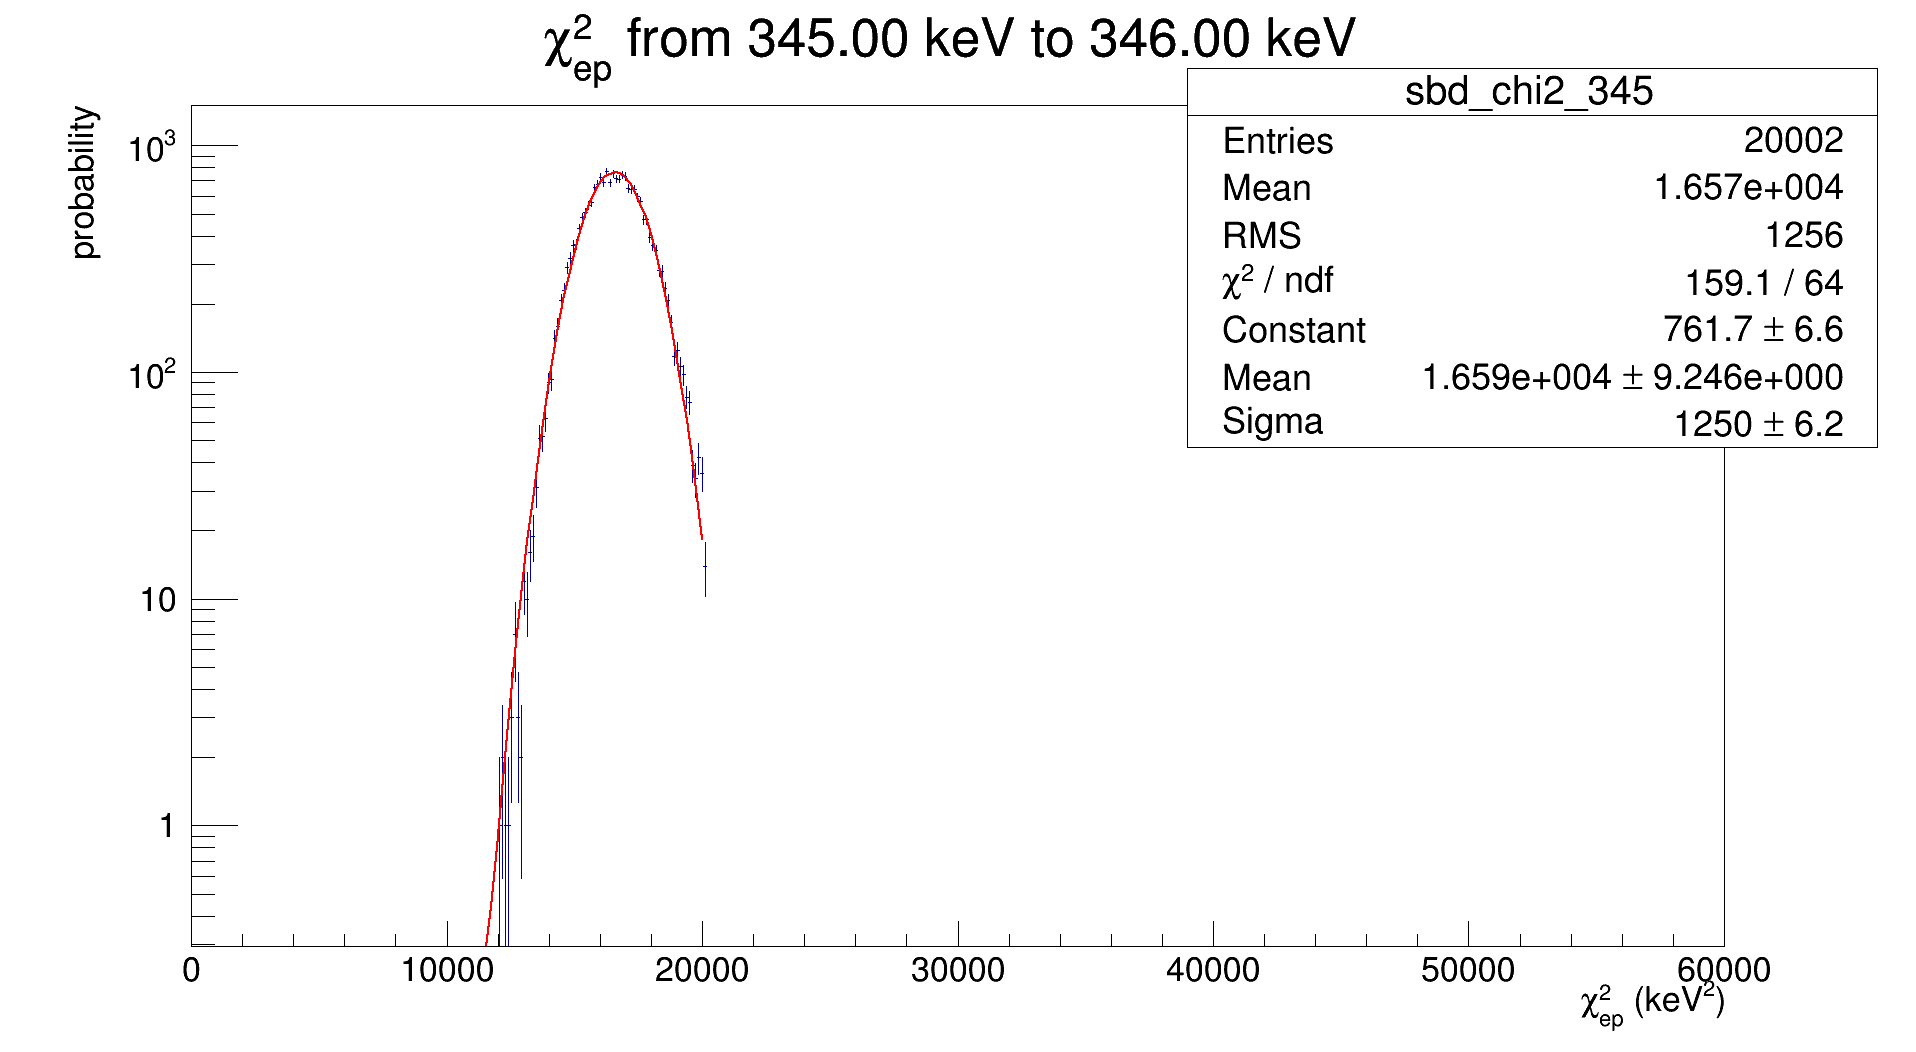 χ²ep from 345.00 keV to 346.00 keV
sbd_chi2_345
Entries 20002
Mean 1.657e+004
RMS 1256
χ² / ndf 159.1 / 64
Constant 761.7 ± 6.6
Mean 1.659e+004 ± 9.246e+000
Sigma 1250 ± 6.2
probability
10³
10²
10
1
0 10000 20000 30000 40000 50000 60000
χ²ep (keV²)